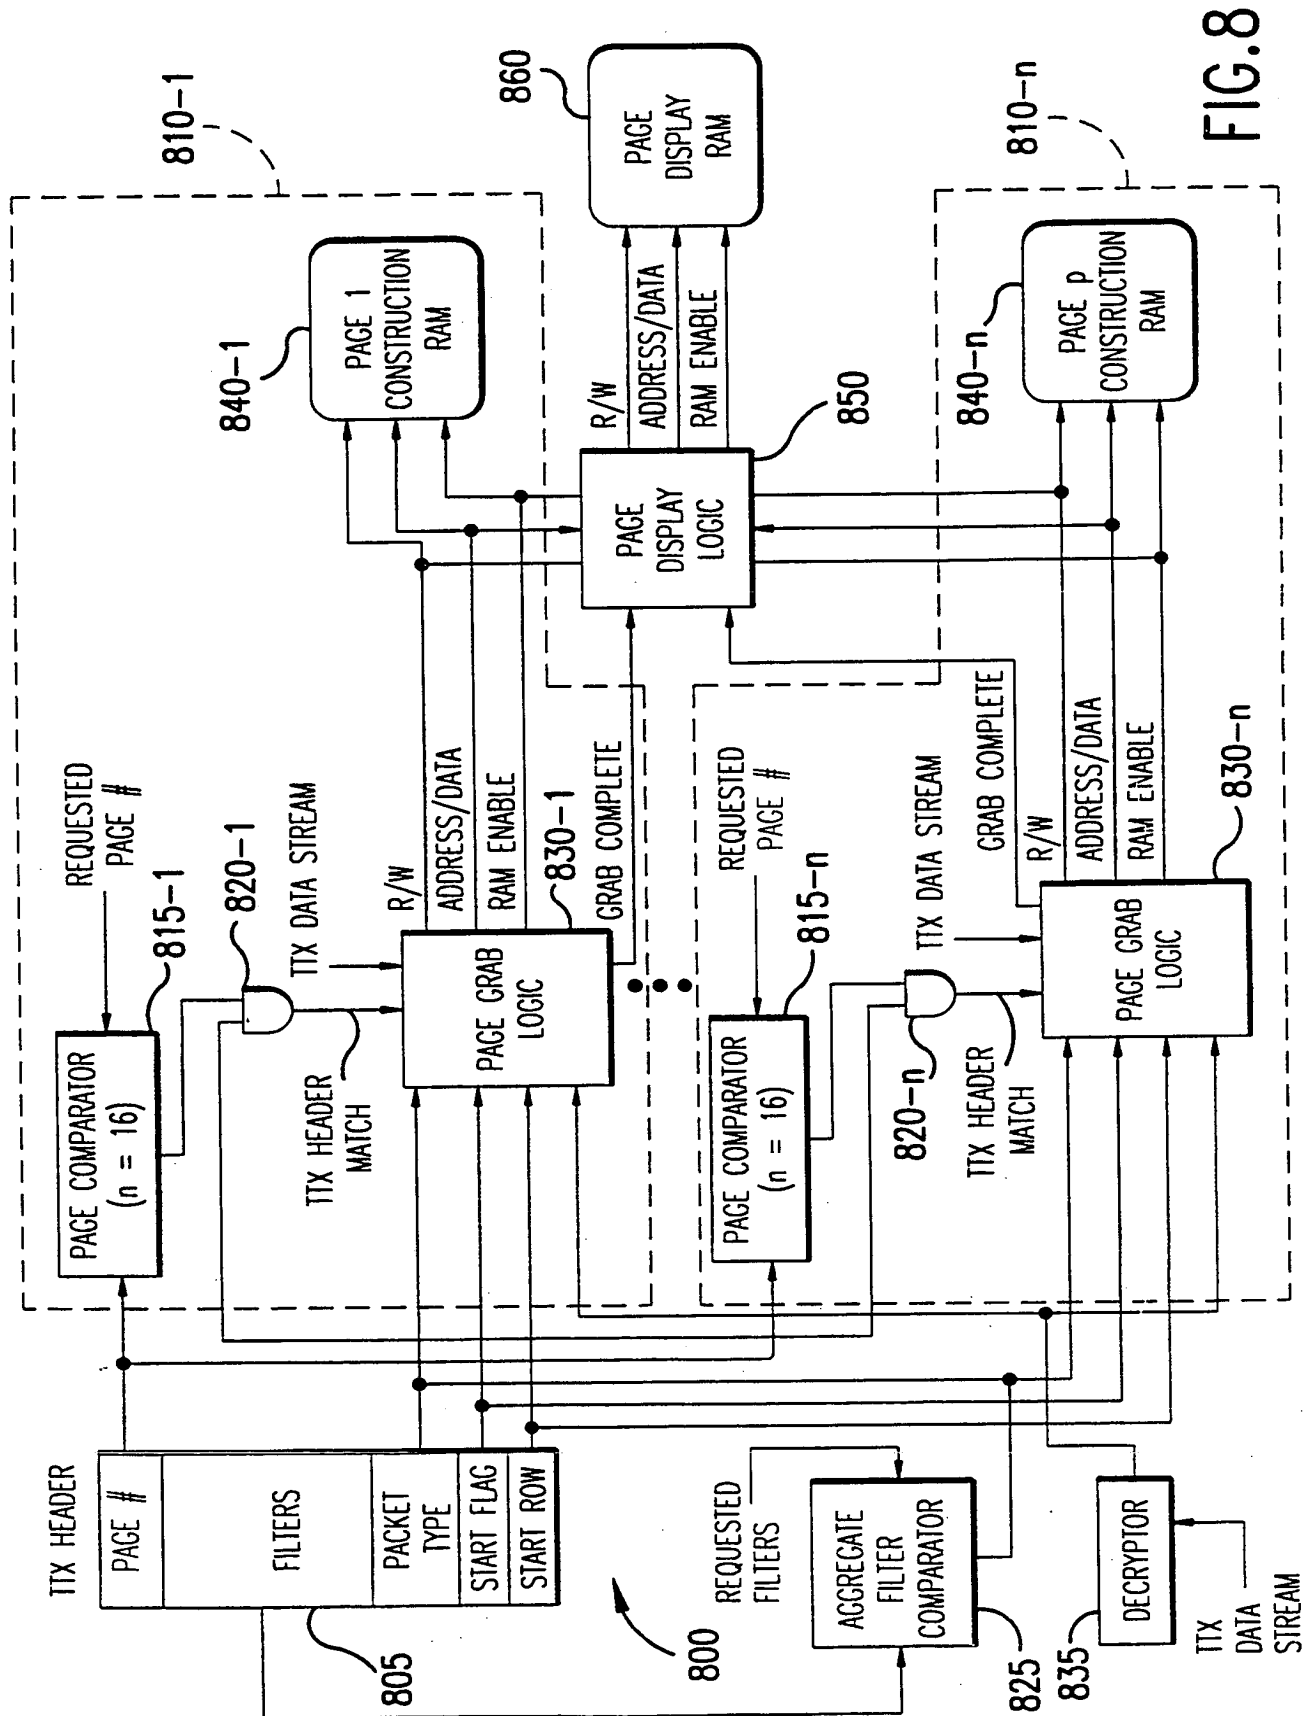 TTX HEADER
PAGE #
FILTERS
PACKET
TYPE
START FLAG
START ROW
805
800
REQUESTED
FILTERS
AGGREGATE
FILTER
COMPARATOR
825
DECRYPTOR
835
TTX
DATA
STREAM
REQUESTED
PAGE #
PAGE COMPARATOR
(n = 16)
815-1
820-1
TTX HEADER
MATCH
TTX DATA STREAM
PAGE GRAB
LOGIC
830-1
R/W
ADDRESS/DATA
RAM ENABLE
GRAB COMPLETE
PAGE 1
CONSTRUCTION
RAM
840-1
810-1
REQUESTED
PAGE #
PAGE COMPARATOR
(n = 16)
815-n
820-n
TTX HEADER
MATCH
TTX DATA STREAM
PAGE GRAB
LOGIC
830-n
GRAB COMPLETE
R/W
ADDRESS/DATA
RAM ENABLE
PAGE p
CONSTRUCTION
RAM
840-n
810-n
PAGE
DISPLAY
LOGIC
850
R/W
ADDRESS/DATA
RAM ENABLE
PAGE
DISPLAY
RAM
860
FIG.8